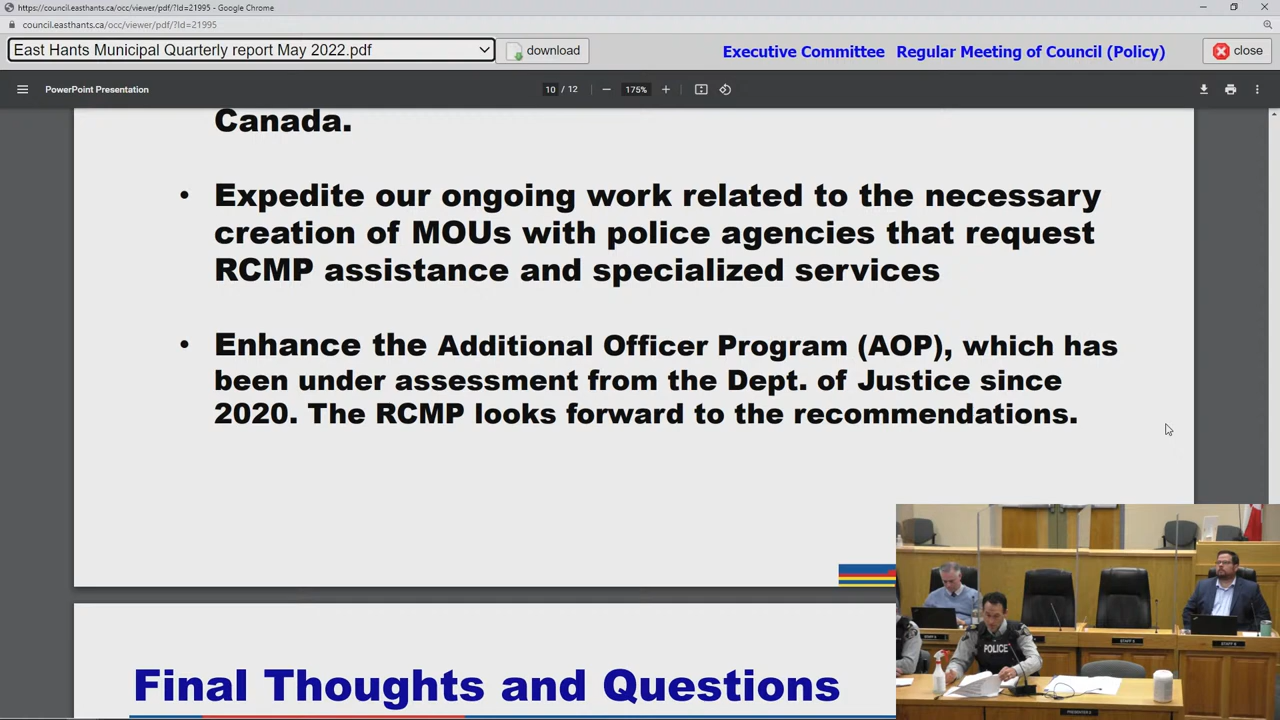 https://council.easthants.ca/occ/viewer/pdf/?Id=21995 - Google Chrome
council.easthants.ca/occ/viewer/pdf/?Id=21995
East Hants Municipal Quarterly report May 2022.pdf download Executive Committee Regular Meeting of Council (Policy) close
PowerPoint Presentation 10 / 12 175%
Canada.
• Expedite our ongoing work related to the necessary
creation of MOUs with police agencies that request
RCMP assistance and specialized services
• Enhance the Additional Officer Program (AOP), which has
been under assessment from the Dept. of Justice since
2020. The RCMP looks forward to the recommendations.
POLICE
Final Thoughts and Questions